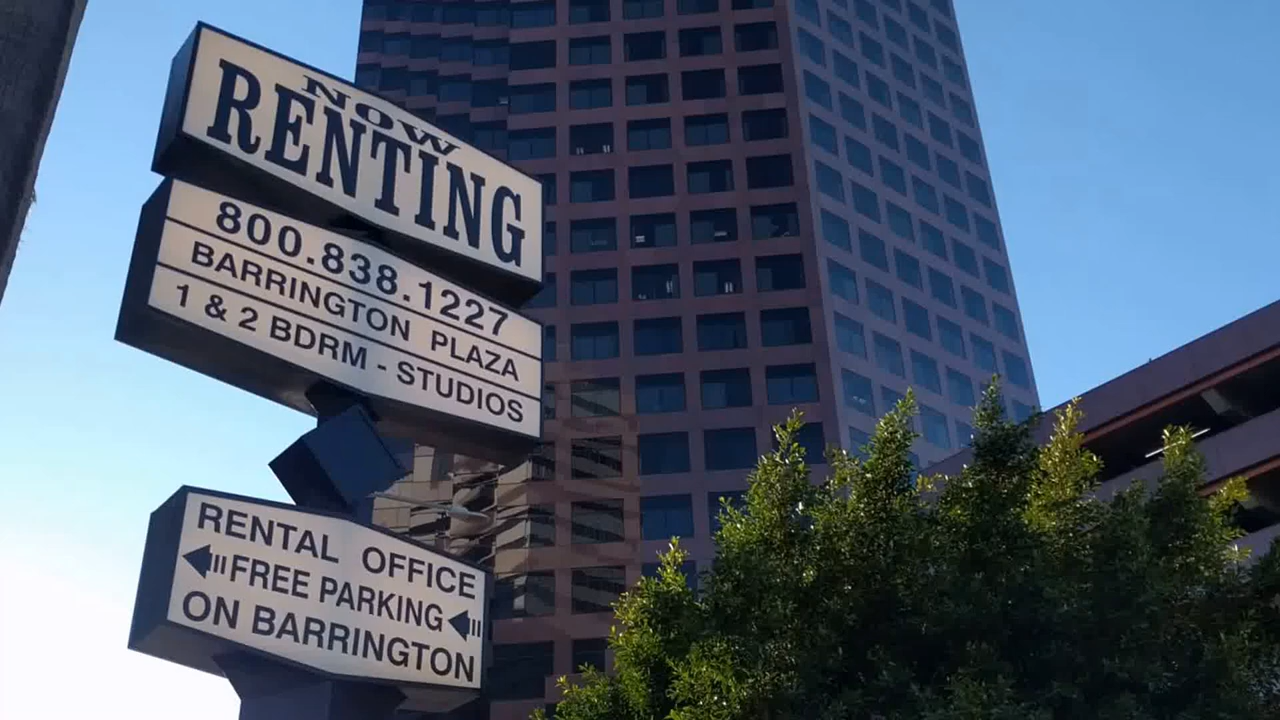 NOW
RENTING
800.838.1227
BARRINGTON PLAZA
1 & 2 BDRM - STUDIOS
RENTAL OFFICE
FREE PARKING
ON BARRINGTON